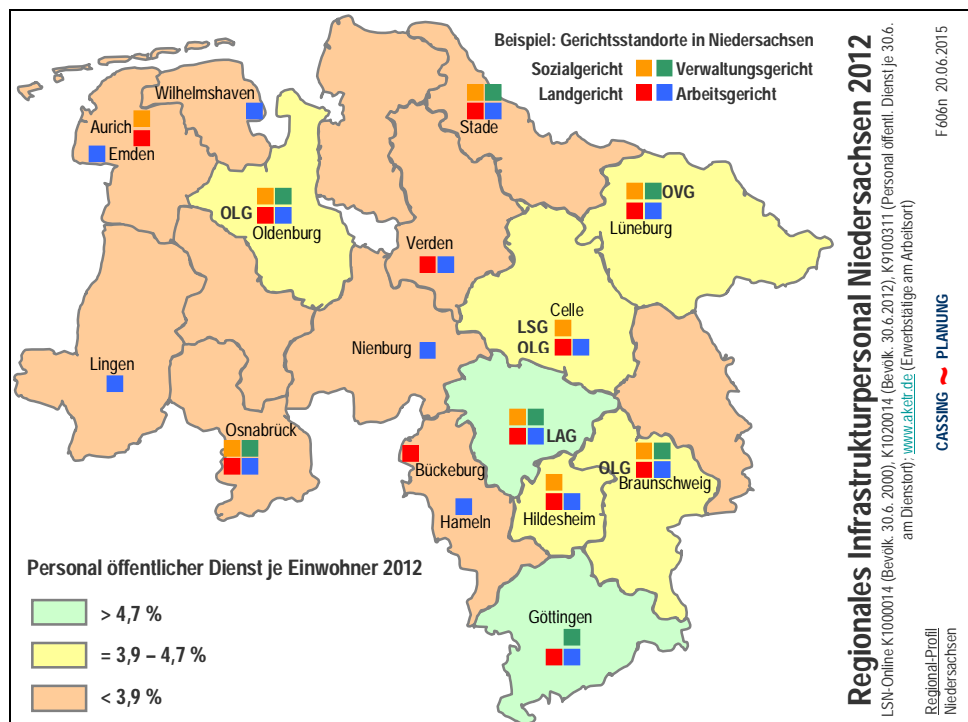 Beispiel: Gerichtsstandorte in Niedersachsen
Sozialgericht Verwaltungsgericht
Landgericht Arbeitsgericht
Wilhelmshaven
Aurich
Emden
Stade
OLG
Oldenburg
OVG
Lüneburg
Verden
Celle
LSG
OLG
Nienburg
Lingen
LAG
Osnabrück
Bückeburg
OLG
Braunschweig
Hameln
Hildesheim
Göttingen
Personal öffentlicher Dienst je Einwohner 2012
> 4,7 %
= 3,9 – 4,7 %
< 3,9 %
Regionales Infrastrukturpersonal Niedersachsen 2012
LSN-Online K1000014 (Bevölk. 30.6. 2000), K1020014 (Bevölk. 30.6.2012), K9100311 (Personal öffentl. Dienst je 30.6.
am Dienstort); www.aketr.de (Erwerbstätige am Arbeitsort)
Regional-Profil
Niedersachsen
CASSING ~ PLANUNG
F606n 20.06.2015